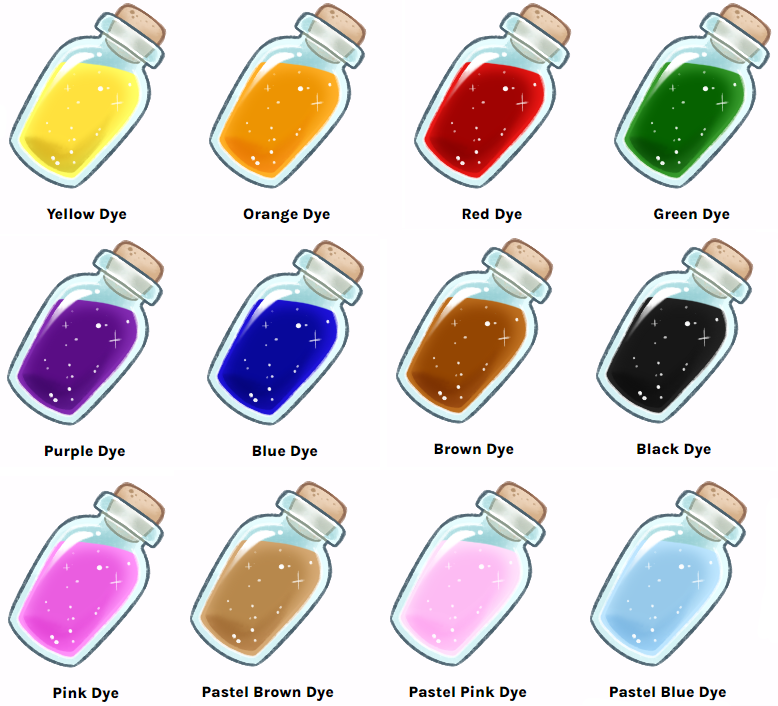 Yellow Dye
Orange Dye
Red Dye
Green Dye
Purple Dye
Blue Dye
Brown Dye
Black Dye
Pink Dye
Pastel Brown Dye
Pastel Pink Dye
Pastel Blue Dye